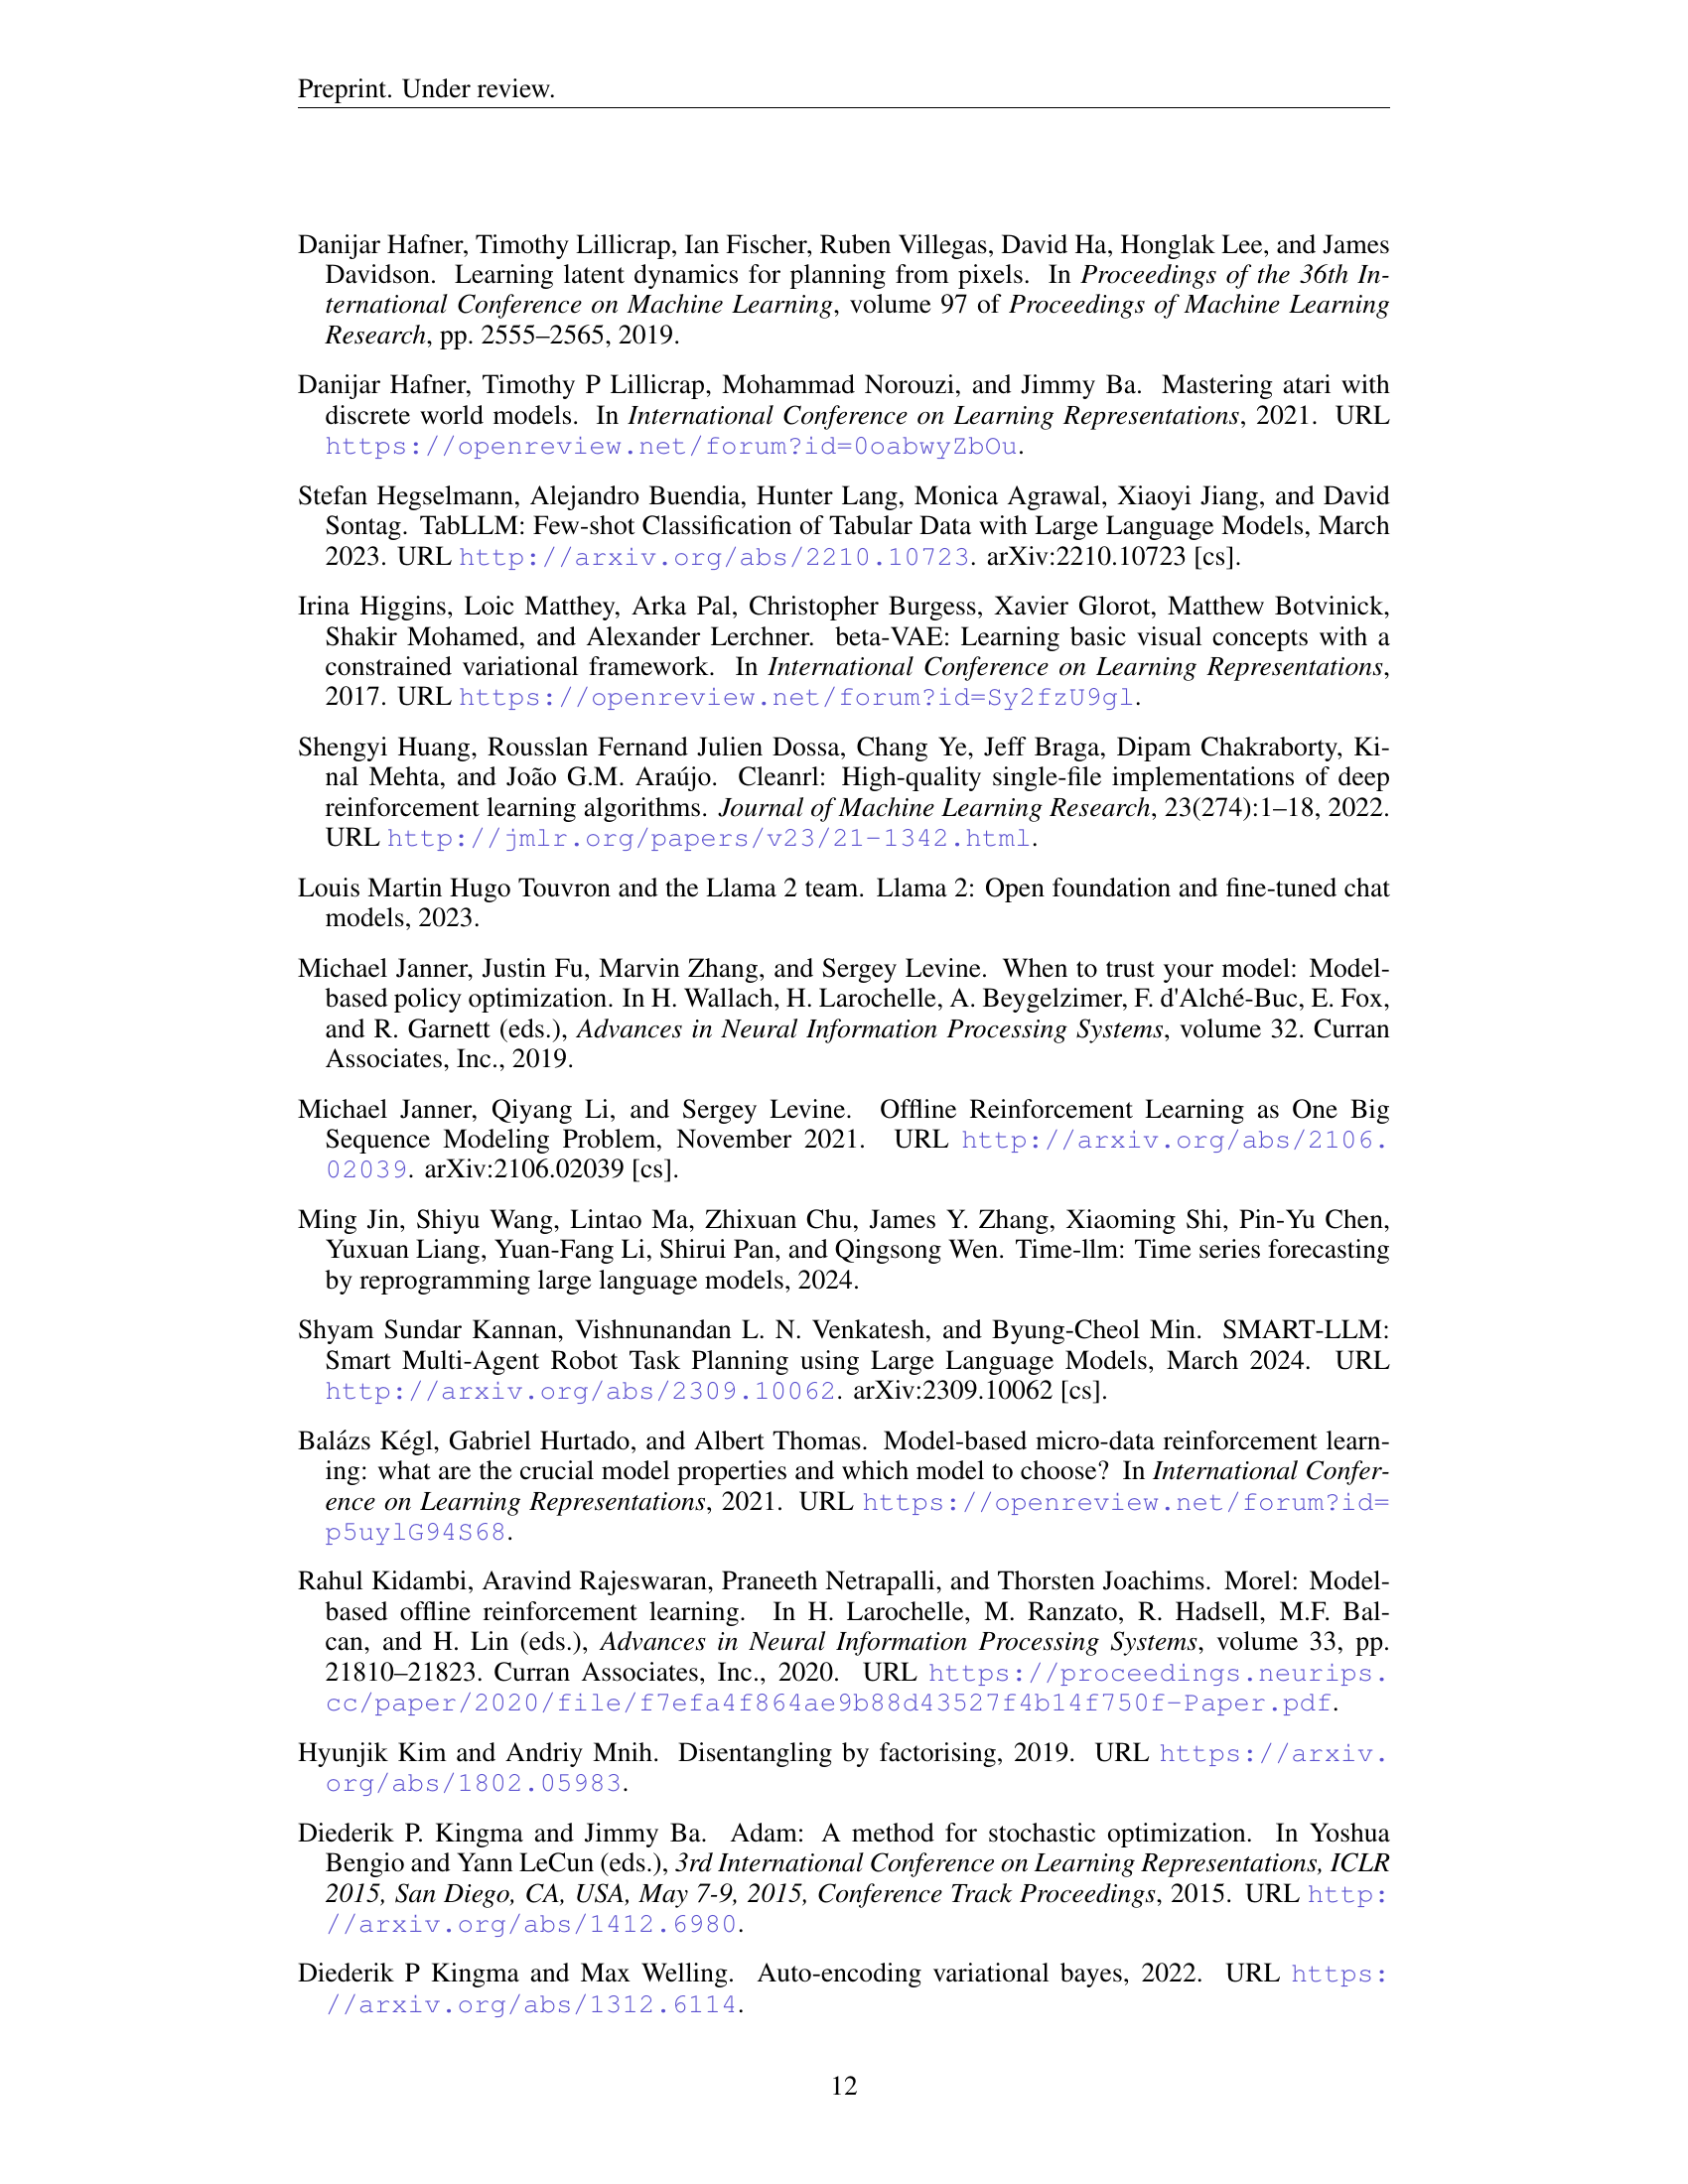 Preprint. Under review.
Danijar Hafner, Timothy Lillicrap, Ian Fischer, Ruben Villegas, David Ha, Honglak Lee, and James
Davidson. Learning latent dynamics for planning from pixels. In Proceedings of the 36th In-
ternational Conference on Machine Learning, volume 97 of Proceedings of Machine Learning
Research, pp. 2555–2565, 2019.
Danijar Hafner, Timothy P Lillicrap, Mohammad Norouzi, and Jimmy Ba. Mastering atari with
discrete world models. In International Conference on Learning Representations, 2021. URL
https://openreview.net/forum?id=0oabwyZbOu.
Stefan Hegselmann, Alejandro Buendia, Hunter Lang, Monica Agrawal, Xiaoyi Jiang, and David
Sontag. TabLLM: Few-shot Classification of Tabular Data with Large Language Models, March
2023. URL http://arxiv.org/abs/2210.10723. arXiv:2210.10723 [cs].
Irina Higgins, Loic Matthey, Arka Pal, Christopher Burgess, Xavier Glorot, Matthew Botvinick,
Shakir Mohamed, and Alexander Lerchner. beta-VAE: Learning basic visual concepts with a
constrained variational framework. In International Conference on Learning Representations,
2017. URL https://openreview.net/forum?id=Sy2fzU9gl.
Shengyi Huang, Rousslan Fernand Julien Dossa, Chang Ye, Jeff Braga, Dipam Chakraborty, Ki-
nal Mehta, and João G.M. Araújo. Cleanrl: High-quality single-file implementations of deep
reinforcement learning algorithms. Journal of Machine Learning Research, 23(274):1–18, 2022.
URL http://jmlr.org/papers/v23/21-1342.html.
Louis Martin Hugo Touvron and the Llama 2 team. Llama 2: Open foundation and fine-tuned chat
models, 2023.
Michael Janner, Justin Fu, Marvin Zhang, and Sergey Levine. When to trust your model: Model-
based policy optimization. In H. Wallach, H. Larochelle, A. Beygelzimer, F. d'Alché-Buc, E. Fox,
and R. Garnett (eds.), Advances in Neural Information Processing Systems, volume 32. Curran
Associates, Inc., 2019.
Michael Janner, Qiyang Li, and Sergey Levine. Offline Reinforcement Learning as One Big
Sequence Modeling Problem, November 2021. URL http://arxiv.org/abs/2106.
02039. arXiv:2106.02039 [cs].
Ming Jin, Shiyu Wang, Lintao Ma, Zhixuan Chu, James Y. Zhang, Xiaoming Shi, Pin-Yu Chen,
Yuxuan Liang, Yuan-Fang Li, Shirui Pan, and Qingsong Wen. Time-llm: Time series forecasting
by reprogramming large language models, 2024.
Shyam Sundar Kannan, Vishnunandan L. N. Venkatesh, and Byung-Cheol Min. SMART-LLM:
Smart Multi-Agent Robot Task Planning using Large Language Models, March 2024. URL
http://arxiv.org/abs/2309.10062. arXiv:2309.10062 [cs].
Balázs Kégl, Gabriel Hurtado, and Albert Thomas. Model-based micro-data reinforcement learn-
ing: what are the crucial model properties and which model to choose? In International Confer-
ence on Learning Representations, 2021. URL https://openreview.net/forum?id=
p5uylG94S68.
Rahul Kidambi, Aravind Rajeswaran, Praneeth Netrapalli, and Thorsten Joachims. Morel: Model-
based offline reinforcement learning. In H. Larochelle, M. Ranzato, R. Hadsell, M.F. Bal-
can, and H. Lin (eds.), Advances in Neural Information Processing Systems, volume 33, pp.
21810–21823. Curran Associates, Inc., 2020. URL https://proceedings.neurips.
cc/paper/2020/file/f7efa4f864ae9b88d43527f4b14f750f-Paper.pdf.
Hyunjik Kim and Andriy Mnih. Disentangling by factorising, 2019. URL https://arxiv.
org/abs/1802.05983.
Diederik P. Kingma and Jimmy Ba. Adam: A method for stochastic optimization. In Yoshua
Bengio and Yann LeCun (eds.), 3rd International Conference on Learning Representations, ICLR
2015, San Diego, CA, USA, May 7-9, 2015, Conference Track Proceedings, 2015. URL http:
//arxiv.org/abs/1412.6980.
Diederik P Kingma and Max Welling. Auto-encoding variational bayes, 2022. URL https:
//arxiv.org/abs/1312.6114.
12